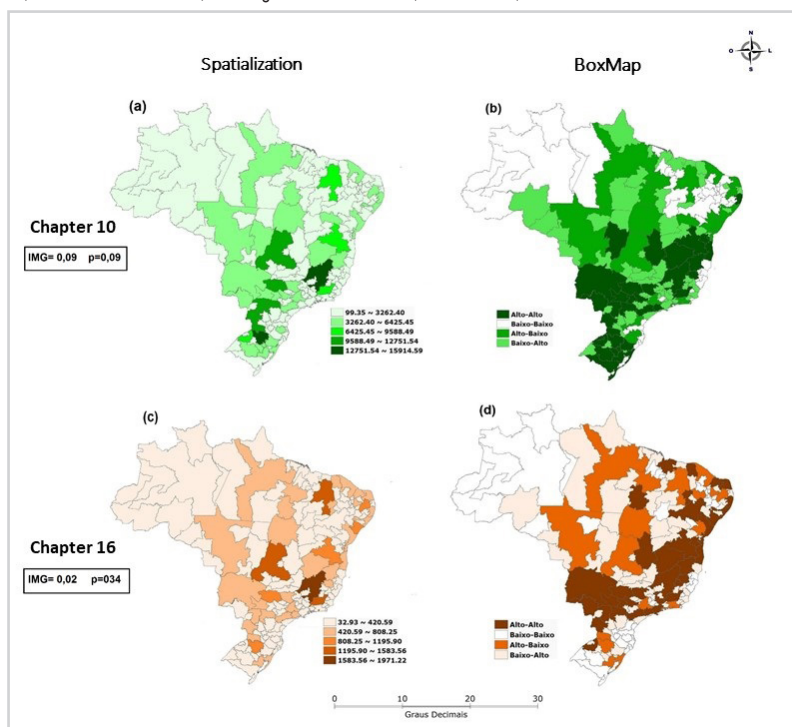 Spatialization
BoxMap
N
O
L
S
(a)
(b)
Chapter 10
IMG= 0,09 p=0,09
99.35 ~ 3262.40
3262.40 ~ 6425.45
6425.45 ~ 9588.49
9588.49 ~ 12751.54
12751.54 ~ 15914.59
Alto-Alto
Baixo-Baixo
Alto-Baixo
Baixo-Alto
(c)
(d)
Chapter 16
IMG= 0,02 p=034
32.93 ~ 420.59
420.59 ~ 808.25
808.25 ~ 1195.90
1195.90 ~ 1583.56
1583.56 ~ 1971.22
Alto-Alto
Baixo-Baixo
Alto-Baixo
Baixo-Alto
0 10 20 30
Graus Decimais